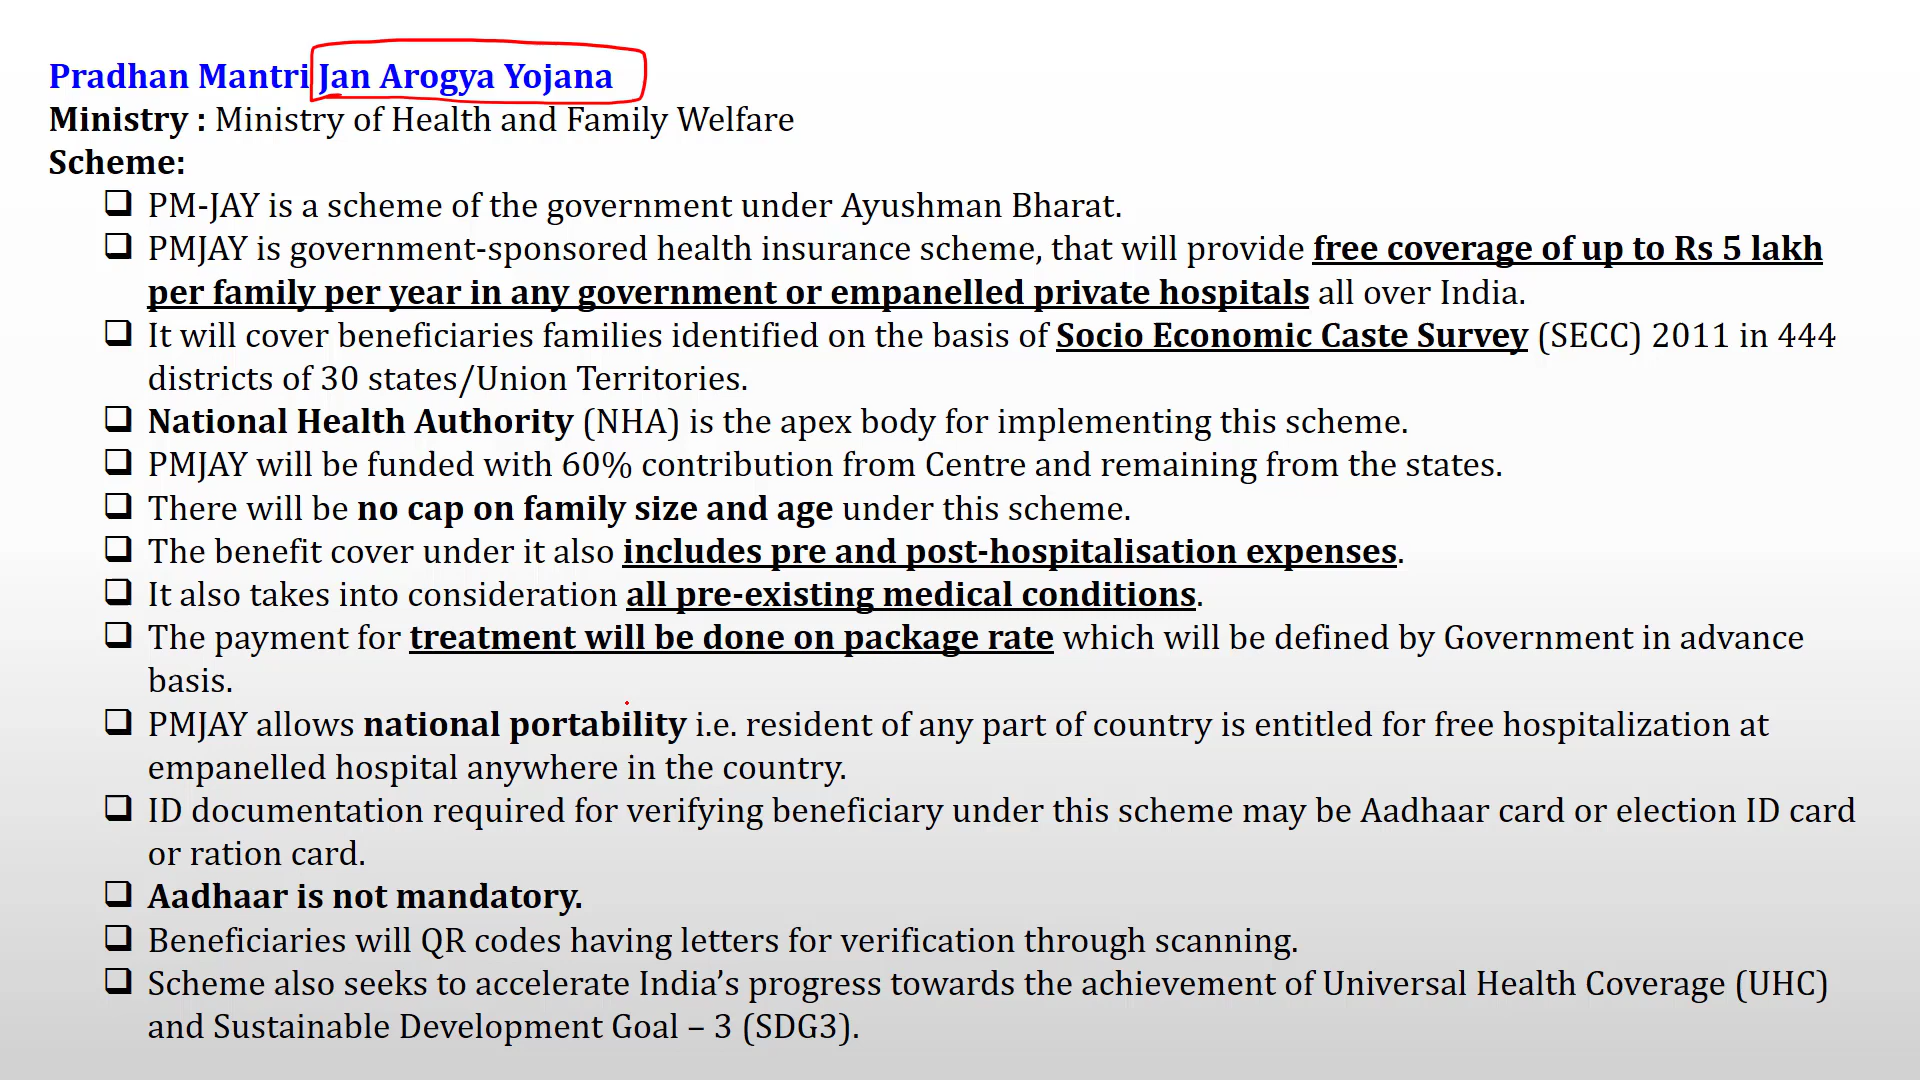 Pradhan Mantri Jan Arogya Yojana
Ministry : Ministry of Health and Family Welfare
Scheme:
❑ PM-JAY is a scheme of the government under Ayushman Bharat.
❑ PMJAY is government-sponsored health insurance scheme, that will provide free coverage of up to Rs 5 lakh
per family per year in any government or empanelled private hospitals all over India.
❑ It will cover beneficiaries families identified on the basis of Socio Economic Caste Survey (SECC) 2011 in 444
districts of 30 states/Union Territories.
❑ National Health Authority (NHA) is the apex body for implementing this scheme.
❑ PMJAY will be funded with 60% contribution from Centre and remaining from the states.
❑ There will be no cap on family size and age under this scheme.
❑ The benefit cover under it also includes pre and post-hospitalisation expenses.
❑ It also takes into consideration all pre-existing medical conditions.
❑ The payment for treatment will be done on package rate which will be defined by Government in advance
basis.
❑ PMJAY allows national portability i.e. resident of any part of country is entitled for free hospitalization at
empanelled hospital anywhere in the country.
❑ ID documentation required for verifying beneficiary under this scheme may be Aadhaar card or election ID card
or ration card.
❑ Aadhaar is not mandatory.
❑ Beneficiaries will QR codes having letters for verification through scanning.
❑ Scheme also seeks to accelerate India’s progress towards the achievement of Universal Health Coverage (UHC)
and Sustainable Development Goal – 3 (SDG3).